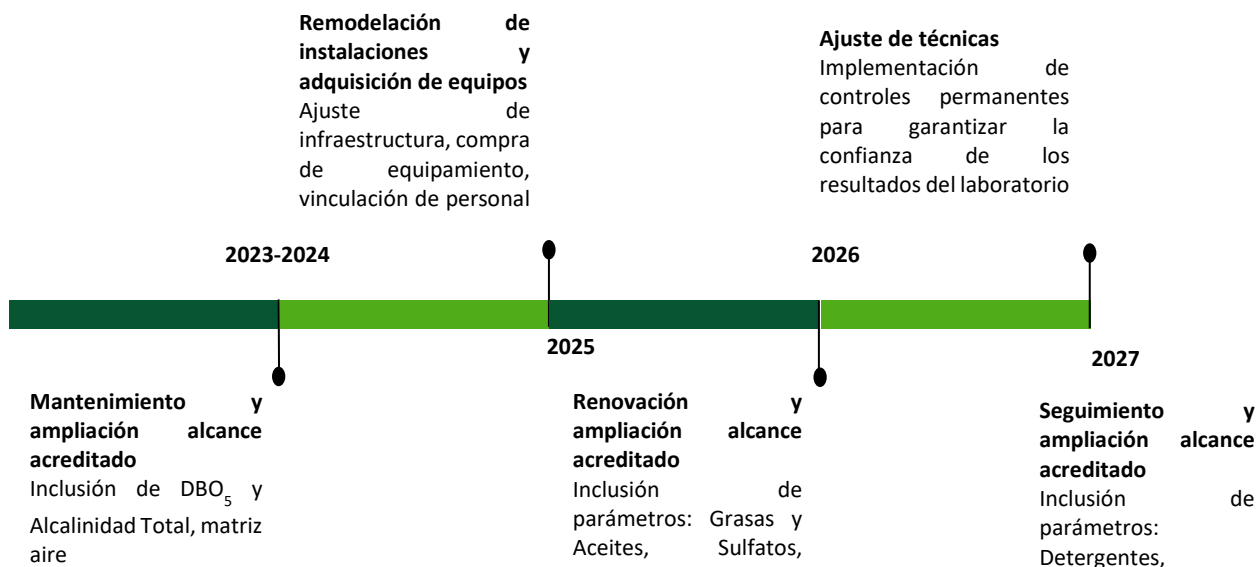 Remodelación de
instalaciones y
adquisición de equipos
Ajuste de
infraestructura, compra
de equipamiento,
vinculación de personal
Ajuste de técnicas
Implementación de
controles permanentes
para garantizar la
confianza de los
resultados del laboratorio
2023-2024
2026
2025
2027
Mantenimiento y
ampliación alcance
acreditado
Inclusión de DBO5 y
Alcalinidad Total, matriz
aire
Renovación y
ampliación alcance
acreditado
Inclusión de
parámetros: Grasas y
Aceites, Sulfatos,
Seguimiento y
ampliación alcance
acreditado
Inclusión de
parámetros:
Detergentes,